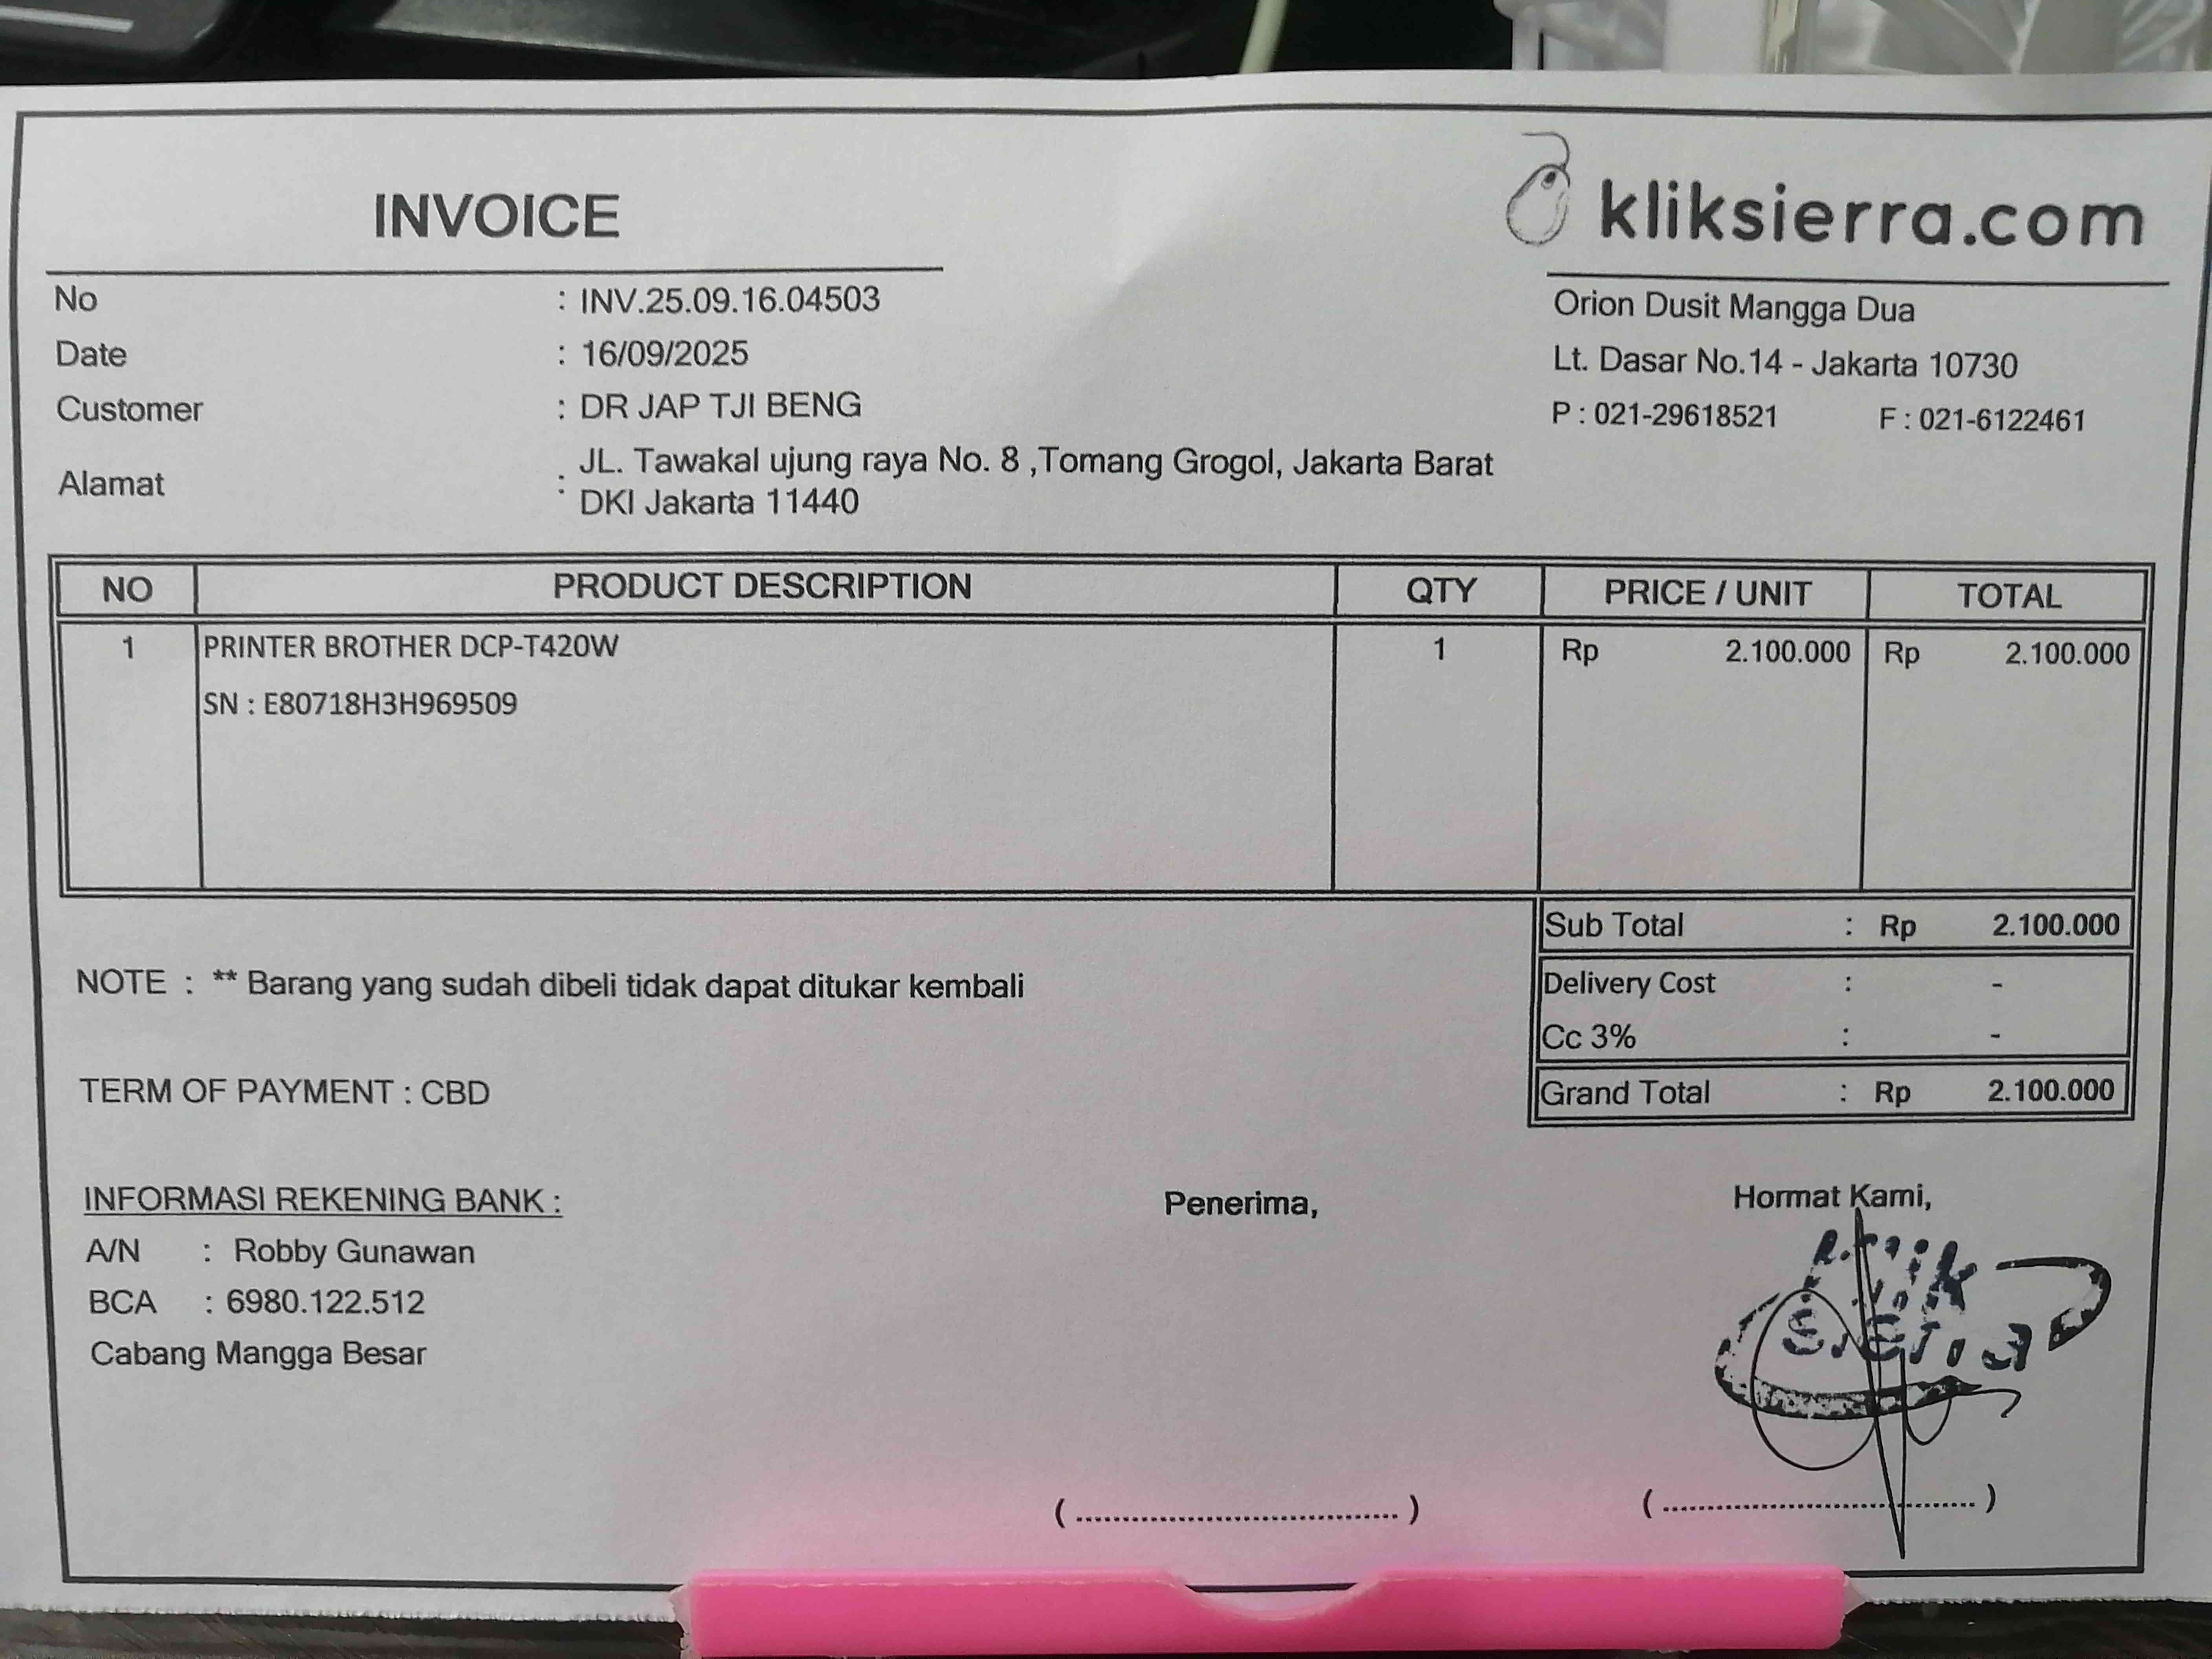 INVOICE
kliksierra.com
No : INV.25.09.16.04503
Date : 16/09/2025
Customer : DR JAP TJI BENG
Alamat : JL. Tawakal ujung raya No. 8 ,Tomang Grogol, Jakarta Barat
DKI Jakarta 11440
Orion Dusit Mangga Dua
Lt. Dasar No.14 - Jakarta 10730
P : 021-29618521 F : 021-6122461
NO PRODUCT DESCRIPTION QTY PRICE / UNIT TOTAL
1 PRINTER BROTHER DCP-T420W 1 Rp 2.100.000 Rp 2.100.000
SN : E80718H3H969509
Sub Total : Rp 2.100.000
Delivery Cost : -
Cc 3% : -
Grand Total : Rp 2.100.000
NOTE : ** Barang yang sudah dibeli tidak dapat ditukar kembali
TERM OF PAYMENT : CBD
INFORMASI REKENING BANK :
A/N : Robby Gunawan
BCA : 6980.122.512
Cabang Mangga Besar
Penerima,
(..................................)
Hormat Kami,
klik
sierra
(..................................)